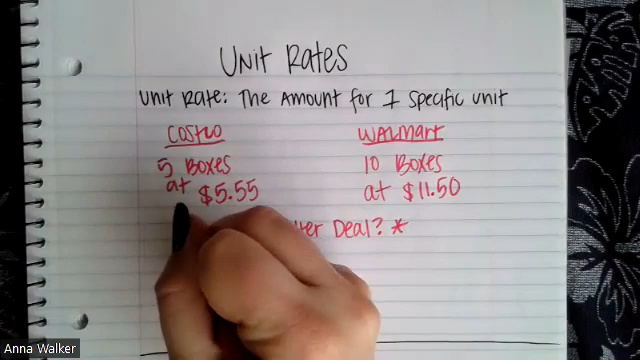 Unit Rates
Unit Rate: The Amount for 1 Specific unit
Costco
5 Boxes
at $5.55
Walmart
10 Boxes
at $11.50
Deal? *
Anna Walker